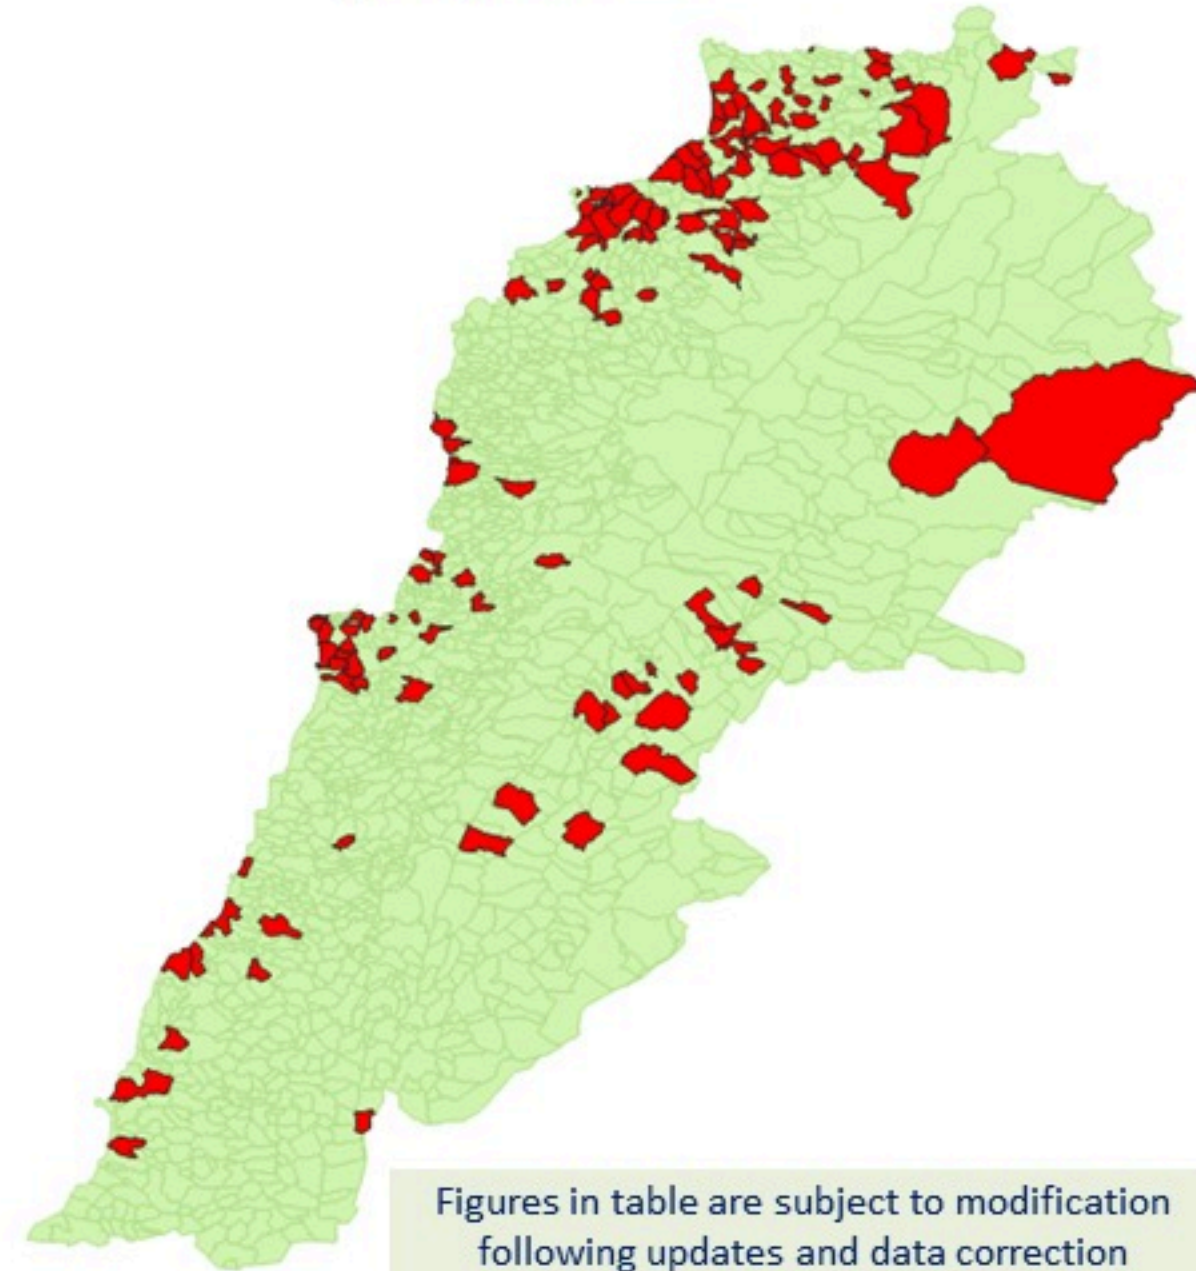 Figures in table are subject to modification
following updates and data correction